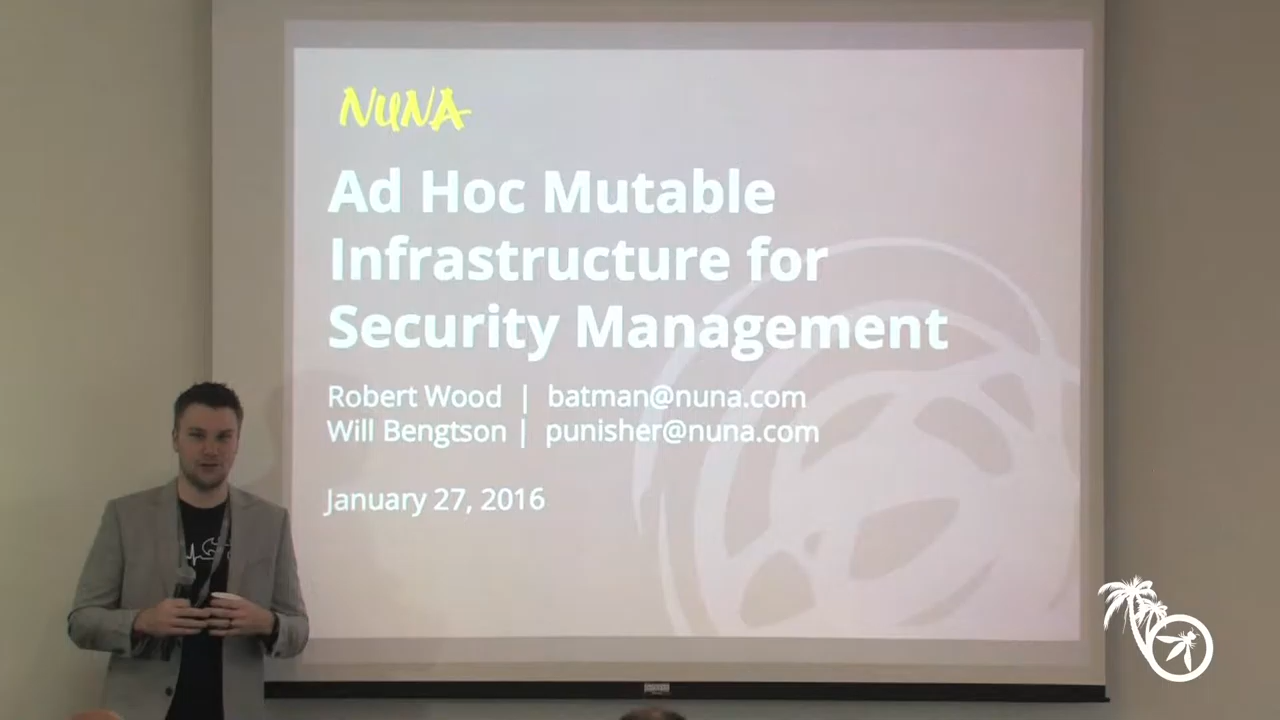 NUNA
Ad Hoc Mutable
Infrastructure for
Security Management
Robert Wood | batman@nuna.com
Will Bengtson | punisher@nuna.com
January 27, 2016